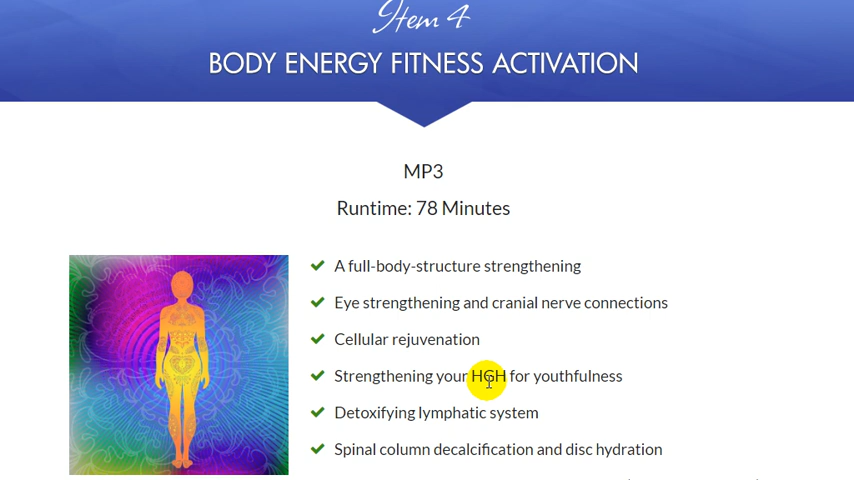 Item 4
BODY ENERGY FITNESS ACTIVATION
MP3
Runtime: 78 Minutes
A full-body-structure strengthening
Eye strengthening and cranial nerve connections
Cellular rejuvenation
Strengthening your HGH for youthfulness
Detoxifying lymphatic system
Spinal column decalcification and disc hydration